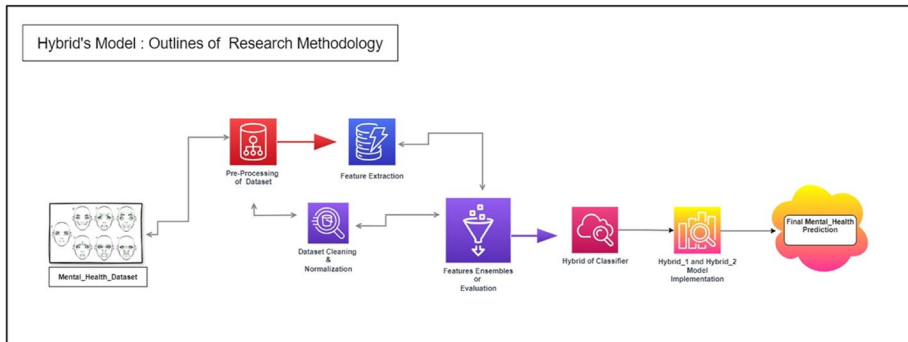 Hybrid's Model : Outlines of Research Methodology
Pre-Processing
of Dataset
Feature Extraction
Mental_Health_Dataset
Dataset Cleaning
&
Normalization
Features Ensembles
or
Evaluation
Hybrid of Classifier
Hybrid_1 and Hybrid_2
Model
Implementation
Final Mental_Health
Prediction